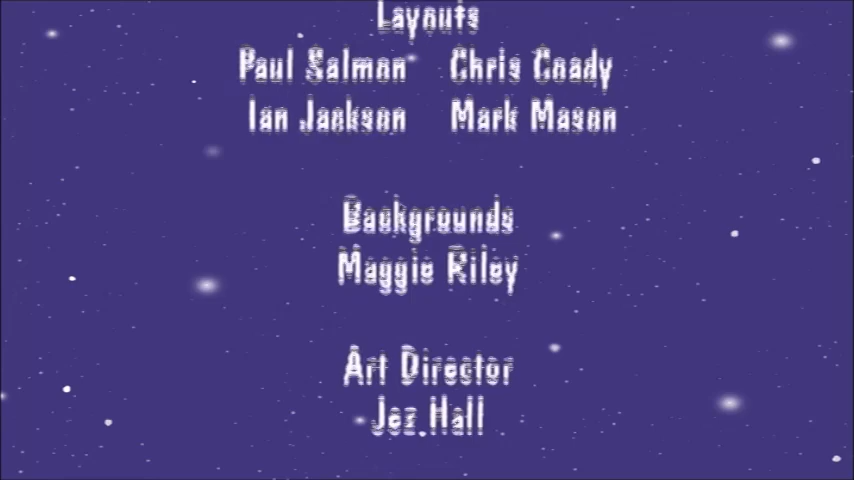 Layouts
Paul Salmon Chris Coady
Ian Jackson Mark Mason
Backgrounds
Maggie Riley
Art Director
Jez Hall